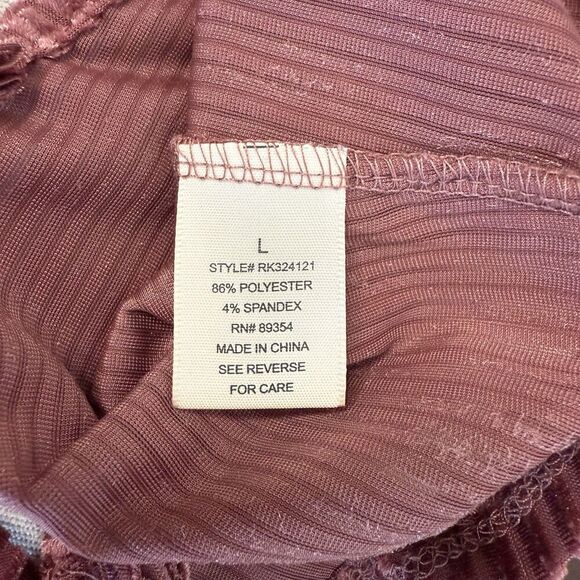 L
STYLE# RK324121
86% POLYESTER
4% SPANDEX
RN# 89354
MADE IN CHINA
SEE REVERSE
FOR CARE